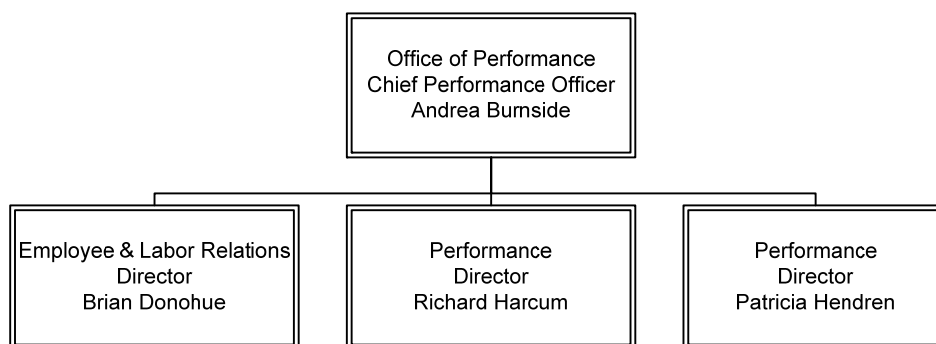 Office of Performance
Chief Performance Officer
Andrea Burnside
Employee & Labor Relations
Director
Brian Donohue
Performance
Director
Richard Harcum
Performance
Director
Patricia Hendren